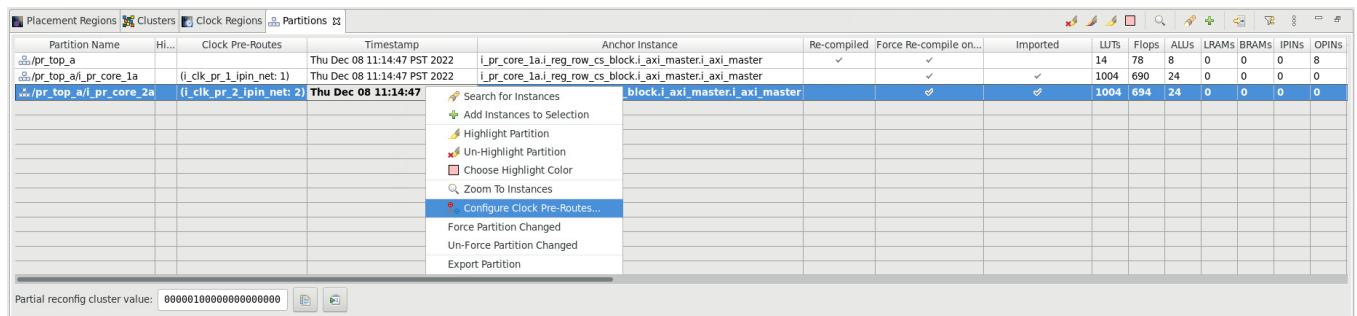 Placement Regions Clusters Clock Regions Partitions
Partition Name Hi... Clock Pre-Routes Timestamp Anchor Instance Re-compiled Force Re-compile on... Imported LUTs Flops ALUs LRAMs BRAMs IPINs OPINs
/pr_top_a Thu Dec 08 11:14:47 PST 2022 i_pr_core_1a.i_reg_row_cs_block.i_axi_master.i_axi_master 14 78 8 0 0 0 8
/pr_top_a/i_pr_core_1a (i_clk_pr_1_ipin_net: 1) Thu Dec 08 11:14:47 PST 2022 i_pr_core_1a.i_reg_row_cs_block.i_axi_master.i_axi_master 1004 690 24 0 0 0 0
/pr_top_a/i_pr_core_2a (i_clk_pr_2_ipin_net: 2) Thu Dec 08 11:14:47 _block.i_axi_master.i_axi_master 1004 694 24 0 0 0 0
Search for Instances
Add Instances to Selection
Highlight Partition
Un-Highlight Partition
Choose Highlight Color
Zoom To Instances
Configure Clock Pre-Routes...
Force Partition Changed
Un-Force Partition Changed
Export Partition
Partial reconfig cluster value: 00000100000000000000